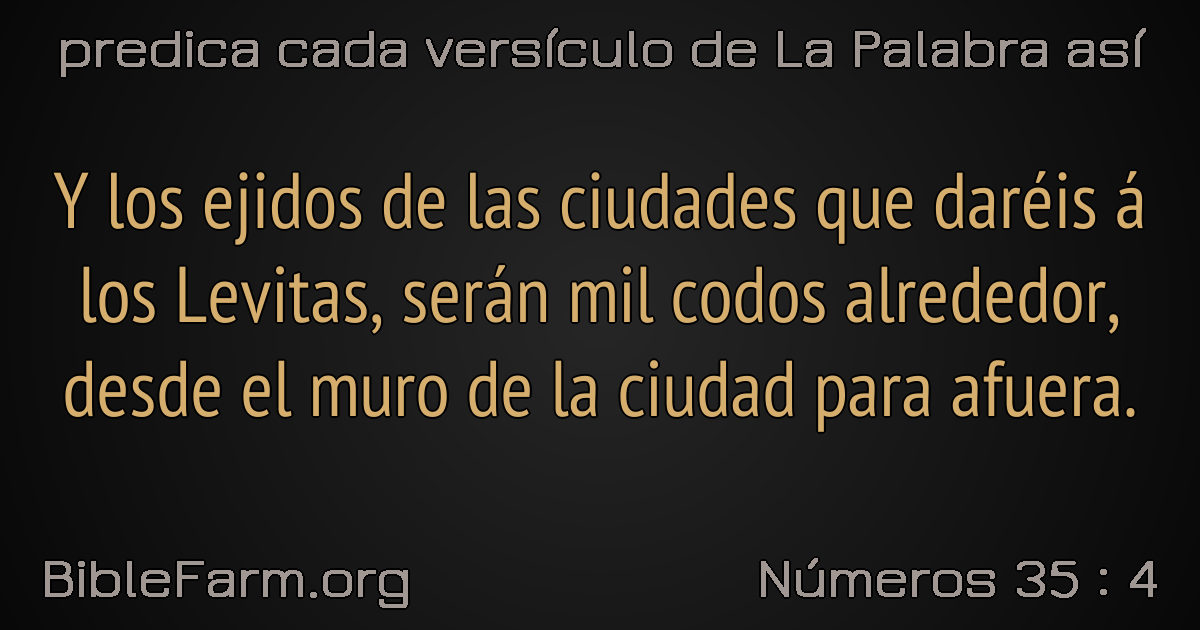 predica cada versículo de La Palabra así
Y los ejidos de las ciudades que daréis á
los Levitas, serán mil codos alrededor,
desde el muro de la ciudad para afuera.
BibleFarm.org
Números 35 : 4